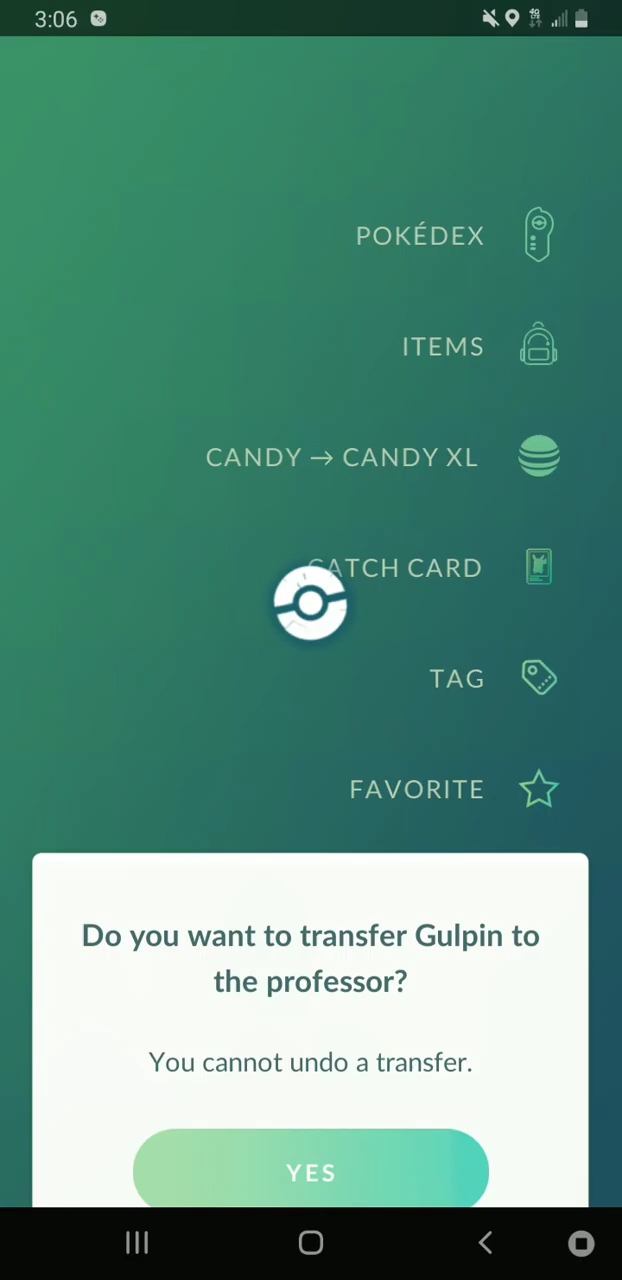 3:06
POKÉDEX
ITEMS
CANDY → CANDY XL
CATCH CARD
TAG
FAVORITE
Do you want to transfer Gulpin to
the professor?
You cannot undo a transfer.
YES